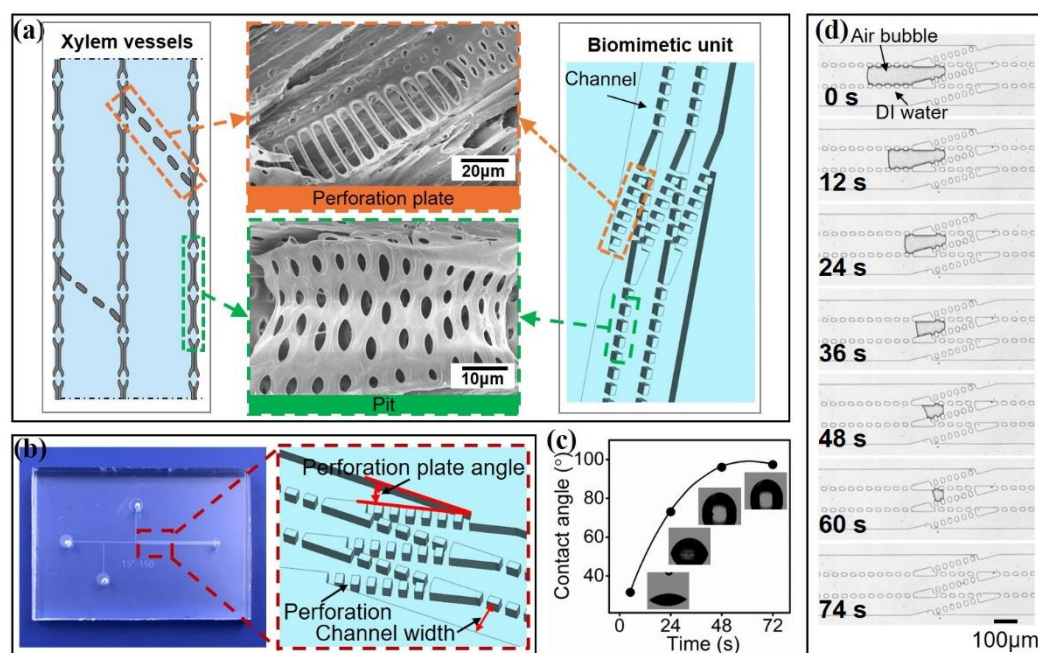 (a)
Xylem vessels
20μm
Perforation plate
10μm
Pit
Biomimetic unit
Channel
(b)
15°-150
Perforation plate angle
Perforation
Channel width
(c)
Contact angle (°)
100
80
60
40
0
24
48
72
Time (s)
(d)
Air bubble
DI water
0 s
12 s
24 s
36 s
48 s
60 s
74 s
100μm